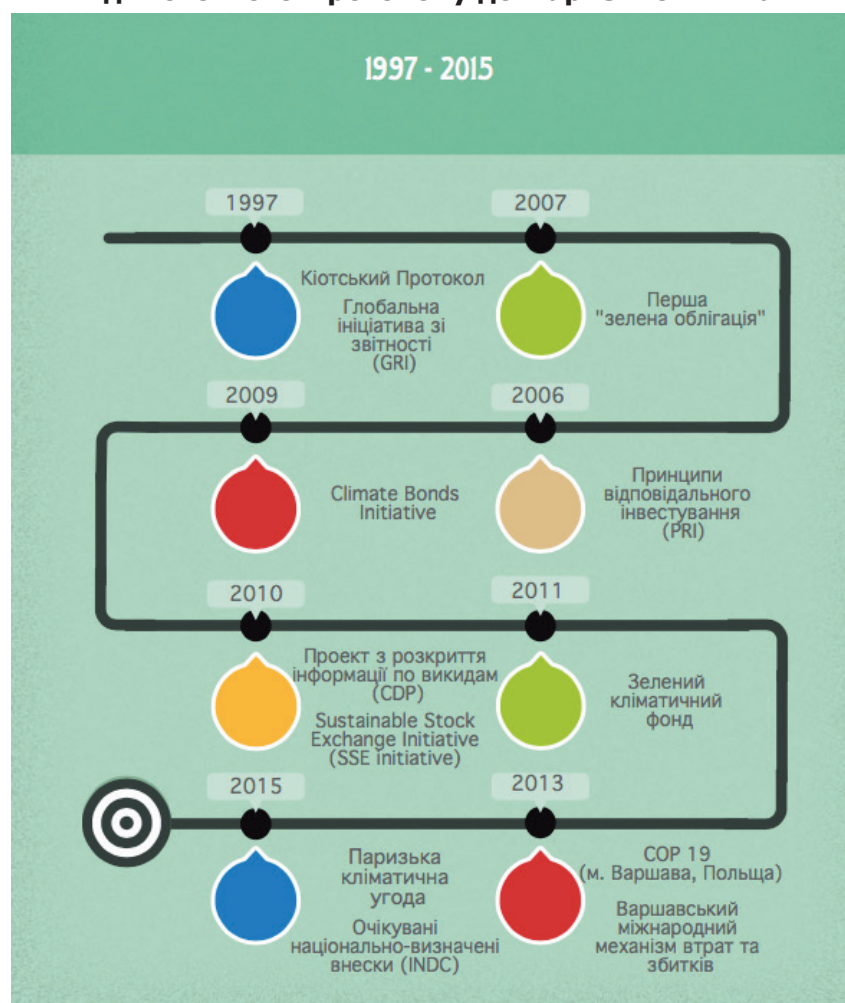 1997 - 2015
1997
Кіотський Протокол
Глобальна
ініціатива зі
звітності
(GRI)
2007
Перша
"зелена облігація"
2009
Climate Bonds
Initiative
2006
Принципи
відповідального
інвестування
(PRI)
2010
Проект з розкриття
інформації по викидам
(CDP)
Sustainable Stock
Exchange Initiative
(SSE initiative)
2011
Зелений
кліматичний
фонд
2015
Паризька
кліматична
угода
Очікувані
національно-визначені
внески (INDC)
2013
COP 19
(м. Варшава, Польща)
Варшавський
міжнародний
механізм втрат та
збитків